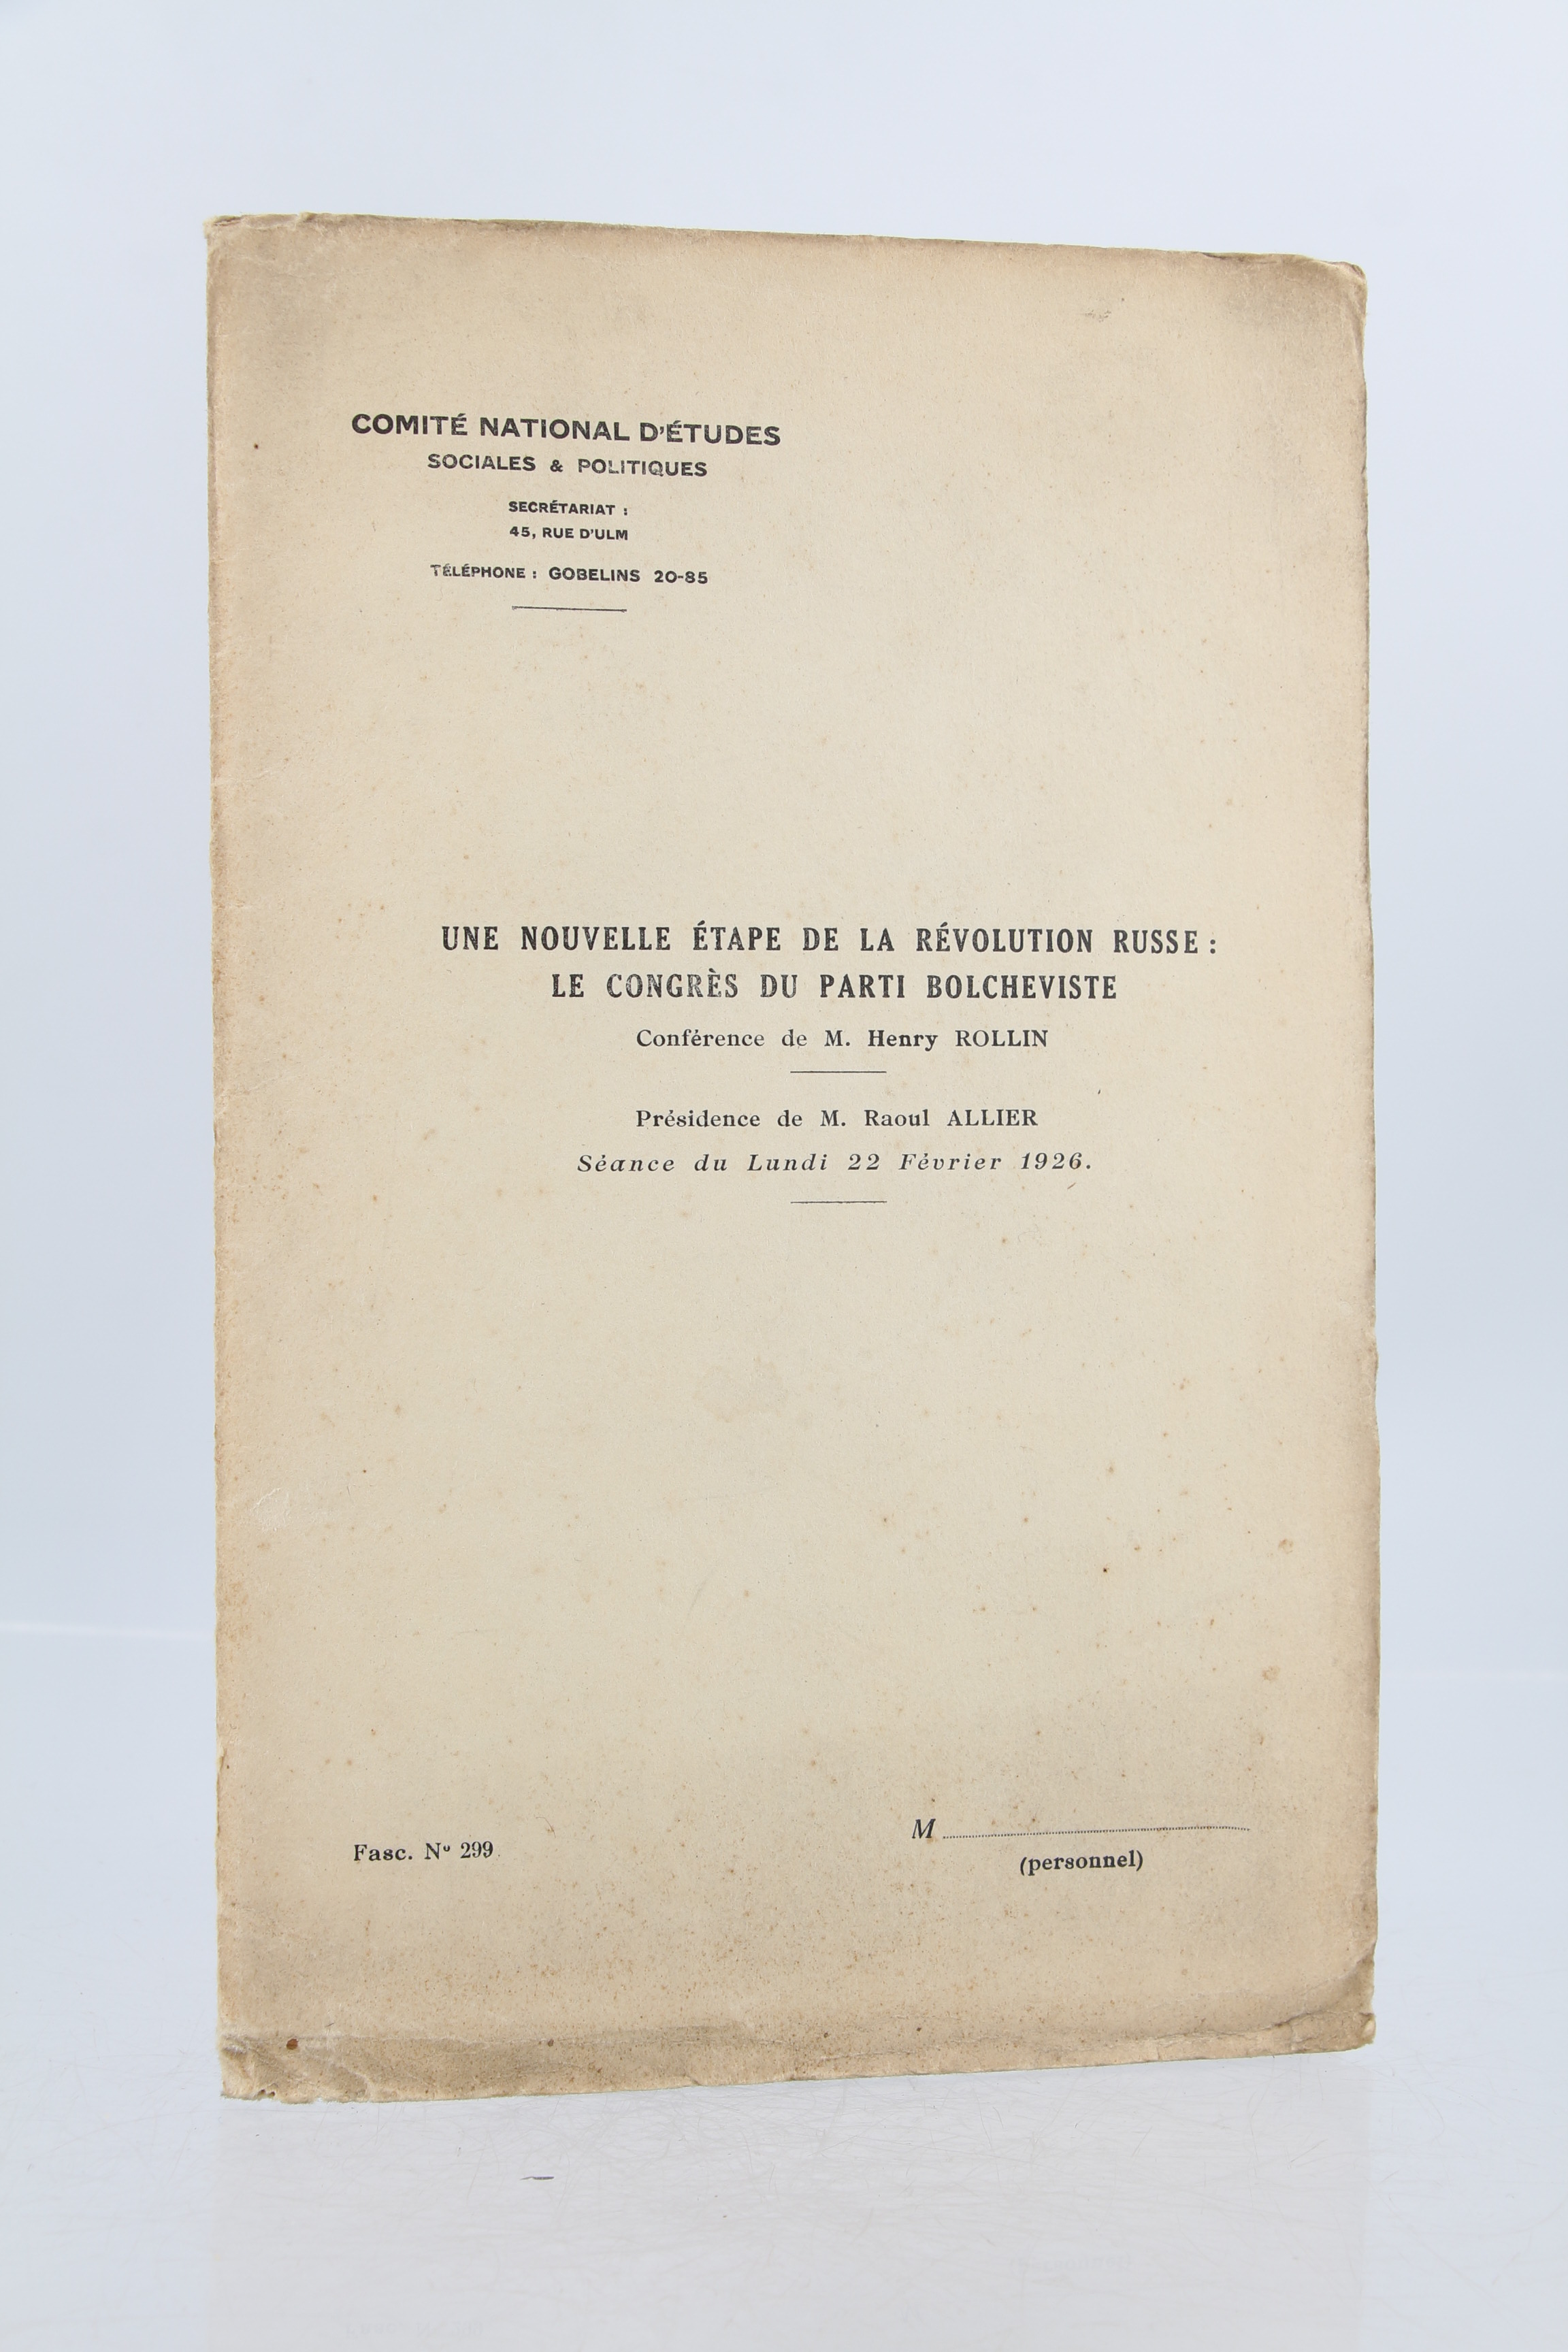 COMITÉ NATIONAL D'ÉTUDES
SOCIALES & POLITIQUES
SECRÉTARIAT :
45, RUE D'ULM
TÉLÉPHONE : GOBELINS 20-85
UNE NOUVELLE ÉTAPE DE LA RÉVOLUTION RUSSE :
LE CONGRÈS DU PARTI BOLCHEVISTE
Conférence de M. Henry ROLLIN
Présidence de M. Raoul ALLIER
Séance du Lundi 22 Février 1926.
M
Fasc. Nº 299
(personnel)